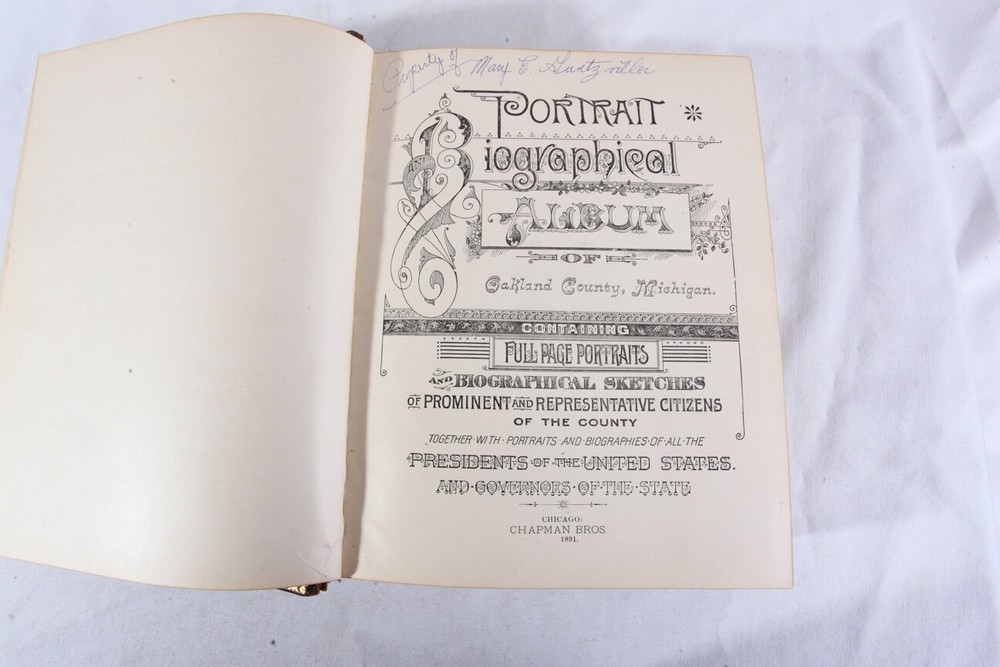 Property of Mary E. Guntzviller
PORTRAIT
Biographical
ALBUM
OF
Oakland County, Michigan.
CONTAINING
FULL PAGE PORTRAITS
AND BIOGRAPHICAL SKETCHES
OF PROMINENT AND REPRESENTATIVE CITIZENS
OF THE COUNTY
TOGETHER WITH PORTRAITS AND BIOGRAPHIES OF ALL THE
PRESIDENTS OF THE UNITED STATES.
AND GOVERNORS OF THE STATE
CHICAGO:
CHAPMAN BROS.
1891.